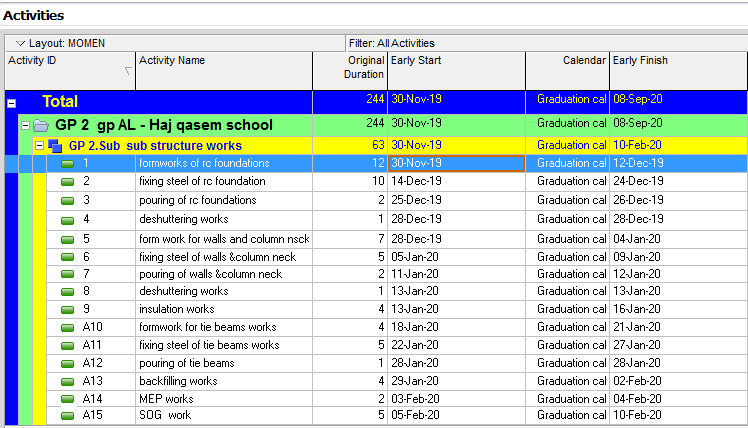 Activities
Layout: MOMEN Filter: All Activities
Activity ID Activity Name Original Duration Early Start Calendar Early Finish
Total 244 30-Nov-19 Graduation cal 08-Sep-20
GP 2 gp AL - Haj qasem school 244 30-Nov-19 Graduation cal 08-Sep-20
GP 2.Sub sub structure works 63 30-Nov-19 Graduation cal 10-Feb-20
1 formworks of rc foundations 12 30-Nov-19 Graduation cal 12-Dec-19
2 fixing steel of rc foundation 10 14-Dec-19 Graduation cal 24-Dec-19
3 pouring of rc foundations 2 25-Dec-19 Graduation cal 26-Dec-19
4 deshuttering works 1 28-Dec-19 Graduation cal 28-Dec-19
5 form work for walls and column nsck 7 28-Dec-19 Graduation cal 04-Jan-20
6 fixing steel of walls &column neck 5 05-Jan-20 Graduation cal 09-Jan-20
7 pouring of walls &column neck 2 11-Jan-20 Graduation cal 12-Jan-20
8 deshuttering works 1 13-Jan-20 Graduation cal 13-Jan-20
9 insulation works 4 13-Jan-20 Graduation cal 16-Jan-20
A10 formwork for tie beams works 4 18-Jan-20 Graduation cal 21-Jan-20
A11 fixing steel of tie beams works 5 22-Jan-20 Graduation cal 27-Jan-20
A12 pouring of tie beams 1 28-Jan-20 Graduation cal 28-Jan-20
A13 backfilling works 4 29-Jan-20 Graduation cal 02-Feb-20
A14 MEP works 2 03-Feb-20 Graduation cal 04-Feb-20
A15 SOG work 5 05-Feb-20 Graduation cal 10-Feb-20